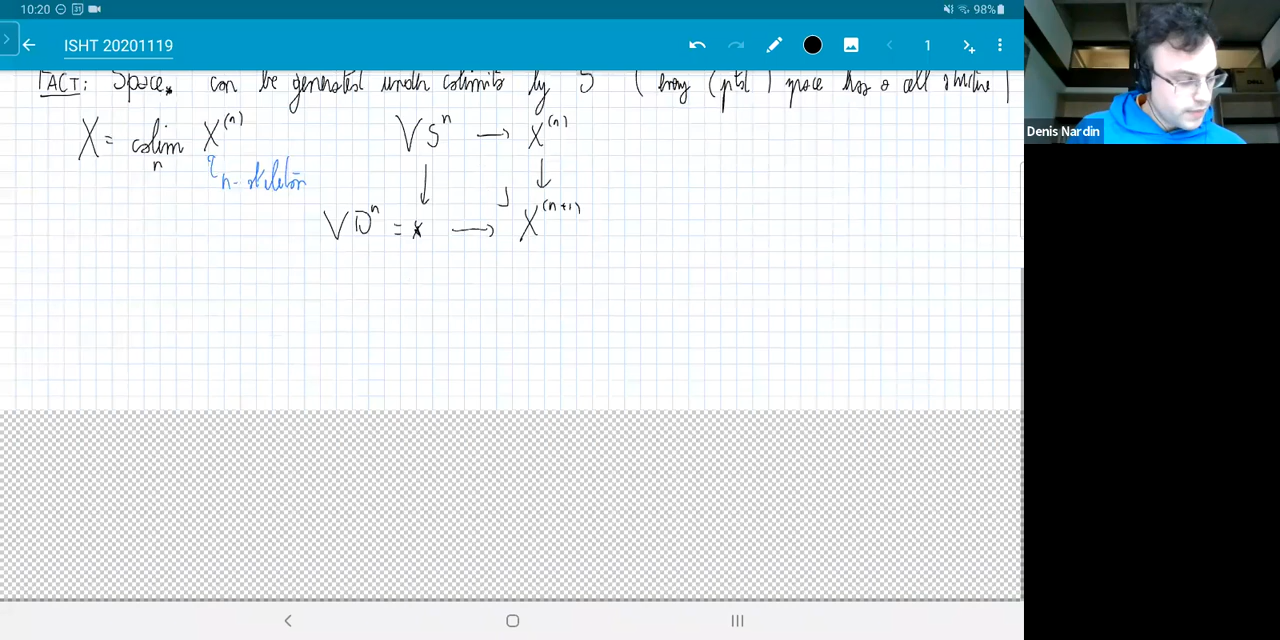 10:20 98%
ISHT 20201119
FACT: Space* can be generated under colimits by S (every (ptd) space has a cell structure)
X = colim X^(n) ⋁ S^n → X^(n)
n
n-skeleton
⋁ D^n = * → X^(n+1)
1
Denis Nardin